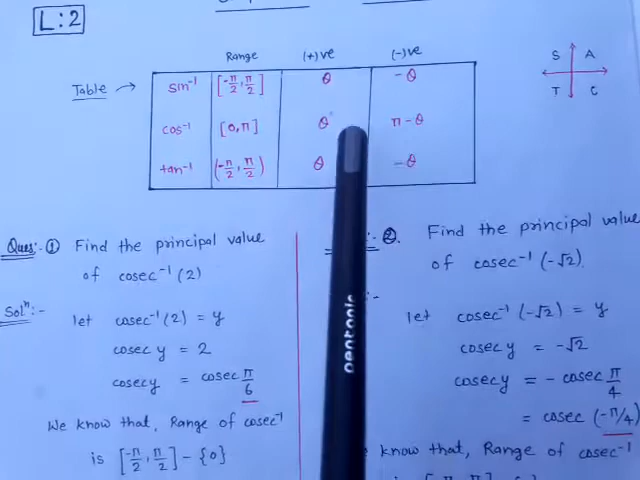 L:2
Range (+)ve (-)ve
Table → sin⁻¹ [-π/2, π/2] θ -θ
cos⁻¹ [0, π] θ π-θ
tan⁻¹ (-π/2, π/2) θ -θ
S A
T C
Ques:- ① Find the principal value
of cosec⁻¹(2)
Solⁿ:-
let cosec⁻¹(2) = y
cosec y = 2
cosec y = cosec π/6
We know that, Range of cosec⁻¹
is [-π/2, π/2] - {0}
:- ②. Find the principal value
of cosec⁻¹(-√2).
:-
let cosec⁻¹(-√2) = y
cosec y = -√2
cosec y = - cosec π/4
= cosec (-π/4)
know that, Range of cosec⁻¹
pentonic